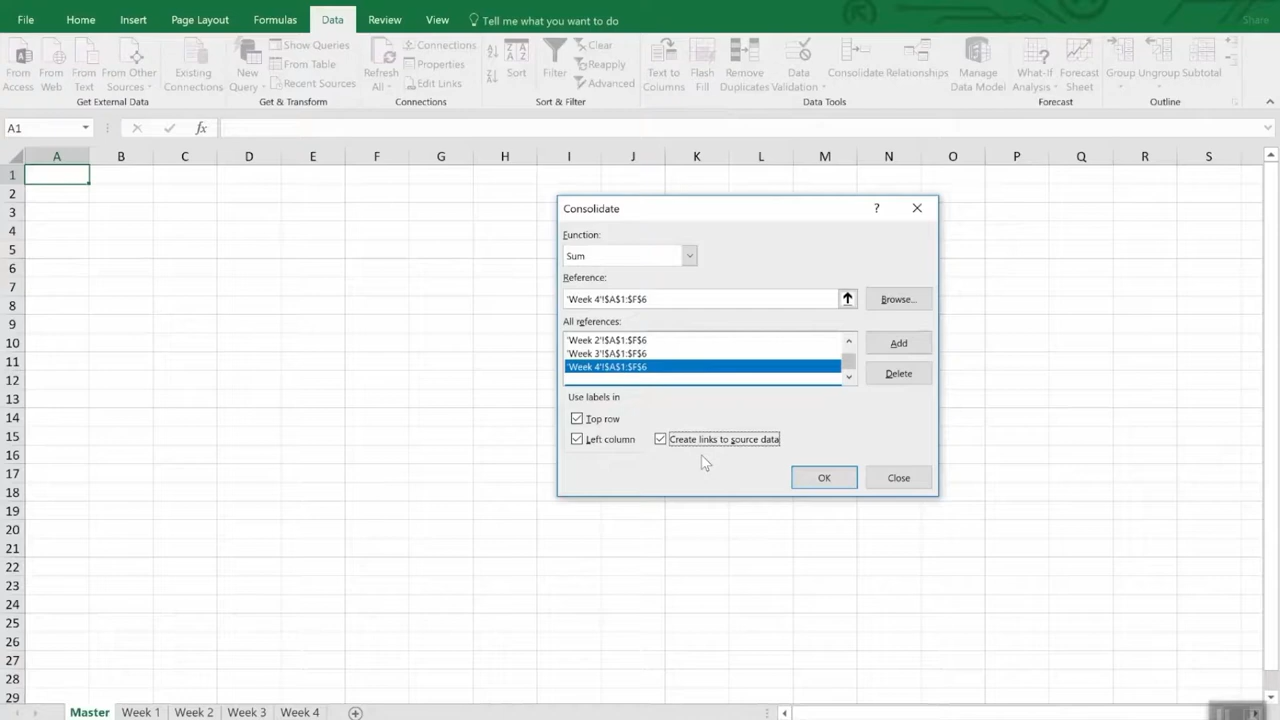 File Home Insert Page Layout Formulas Data Review View Tell me what you want to do Share
From Access
From Web
From Text
From Other Sources
Existing Connections
New Query
Show Queries
From Table
Recent Sources
Refresh All
Connections
Properties
Edit Links
Sort
Filter
Clear
Reapply
Advanced
Text to Columns
Flash Fill
Remove Duplicates
Data Validation
Consolidate
Relationships
Manage Data Model
What-If Analysis
Forecast Sheet
Group
Ungroup
Subtotal
Get External Data Get & Transform Connections Sort & Filter Data Tools Forecast Outline
A1 fx
A B C D E F G H I J K L M N O P Q R S
1
2
3
4
5
6
7
8
9
10
11
12
13
14
15
16
17
18
19
20
21
22
23
24
25
26
27
28
29
Consolidate ?
Function:
Sum
Reference:
'Week 4'!$A$1:$F$6 Browse...
All references:
'Week 2'!$A$1:$F$6 Add
'Week 3'!$A$1:$F$6
'Week 4'!$A$1:$F$6 Delete
Use labels in
Top row
Left column Create links to source data
OK Close
Master Week 1 Week 2 Week 3 Week 4